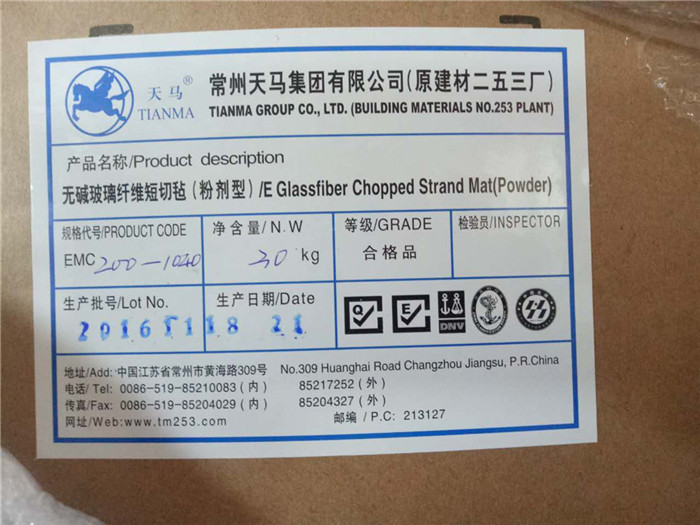 天马®
TIANMA
常州天马集团有限公司(原建材二五三厂)
TIANMA GROUP CO., LTD. (BUILDING MATERIALS NO.253 PLANT)
产品名称/Product description
无碱玻璃纤维短切毡（粉剂型）/E Glassfiber Chopped Strand Mat(Powder)
规格代号/PRODUCT CODE
EMC 200-1040
净含量/N.W
30 kg
等级/GRADE
合格品
检验员/INSPECTOR
生产批号/Lot No.
生产日期/Date
Q
E
DNV
地址/Add: 中国江苏省常州市黄海路309号 No.309 Huanghai Road Changzhou Jiangsu, P.R.China
电话/ Tel: 0086-519-85210083（内） 85217252（外）
传真/Fax: 0086-519-85204029（内） 85204327（外）
网址/Web:www.tm253.com 邮编 / P.C: 213127